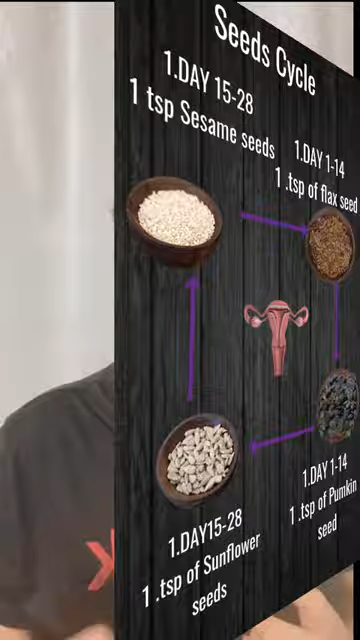 Seeds Cycle
1.DAY 15-28
1 tsp Sesame seeds
1.DAY 1-14
1 .tsp of flax seed
1.DAY 1-14
1 .tsp of Pumkin
seed
1.DAY15-28
1 .tsp of Sunflower
seeds